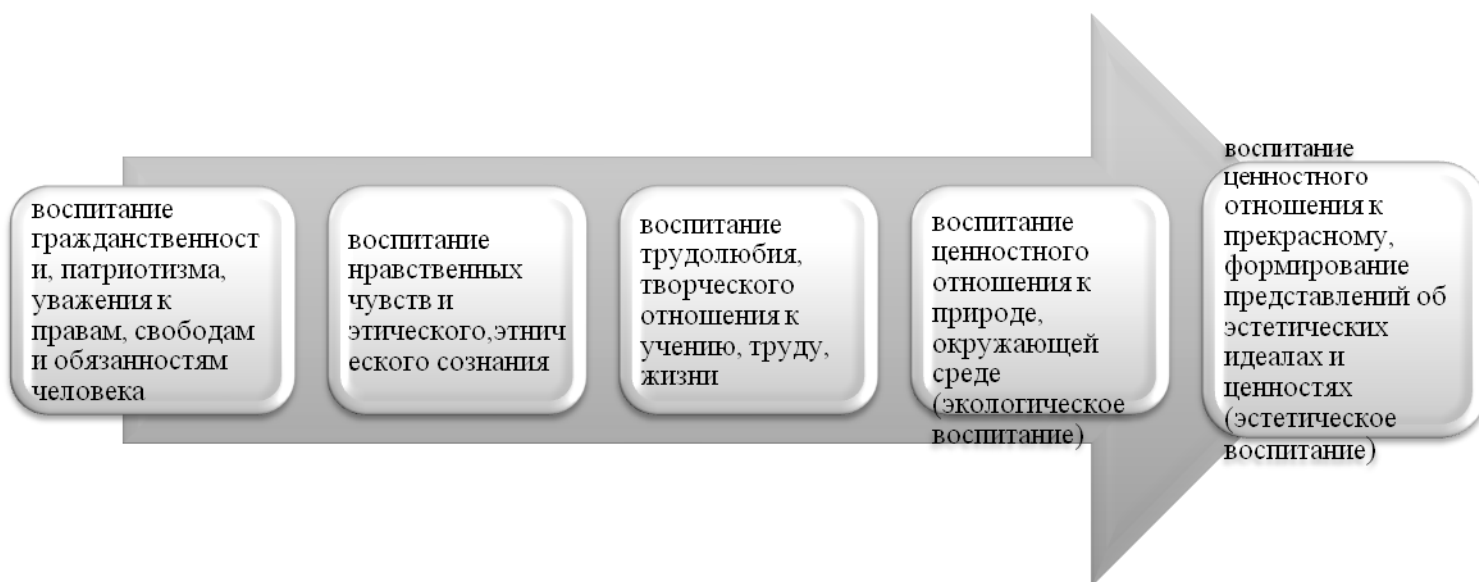 воспитание
гражданственност
и, патриотизма,
уважения к
правам, свободам
и обязанностям
человека
воспитание
нравственных
чувств и
этического,этнич
еского сознания
воспитание
трудолюбия,
творческого
отношения к
учению, труду,
жизни
воспитание
ценностного
отношения к
природе,
окружающей
среде
(экологическое
воспитание)
воспитание
ценностного
отношения к
прекрасному,
формирование
представлений об
эстетических
идеалах и
ценностях
(эстетическое
воспитание)